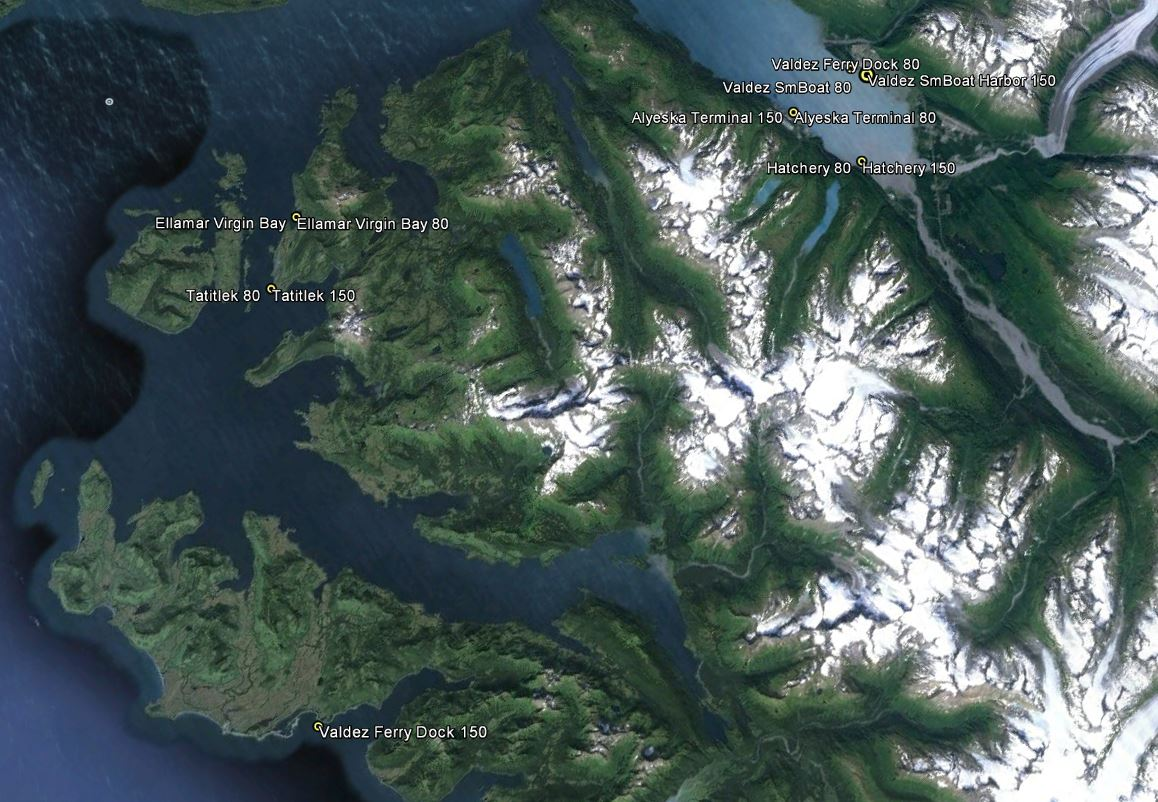 Valdez Ferry Dock 80
Valdez SmBoat Harbor 150
Valdez SmBoat 80
Alyeska Terminal 150 Alyeska Terminal 80
Hatchery 80 Hatchery 150
Ellamar Virgin Bay Ellamar Virgin Bay 80
Tatitlek 80 Tatitlek 150
Valdez Ferry Dock 150